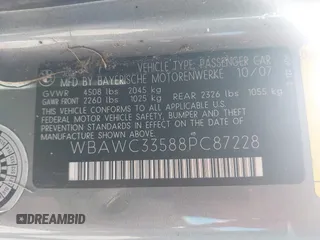 VEHICLE TYPE: PASSENGER CAR
MFD. BY BAYERISCHE MOTORENWERKE 10/07
GVWR 4508 lbs 2045 kg
GAWR FRONT 2260 lbs 1025 kg REAR 2326 lbs 1055 kg
THIS VEHICLE CONFORMS TO ALL APPLICABLE
FEDERAL MOTOR VEHICLE SAFETY, BUMPER,
AND THEFT PREVENTION STANDARDS IN EFFECT ON THE DATE OF
MANUFACTURE SHOWN ABOVE.
WBAWC33588PC87228
DREAMBID